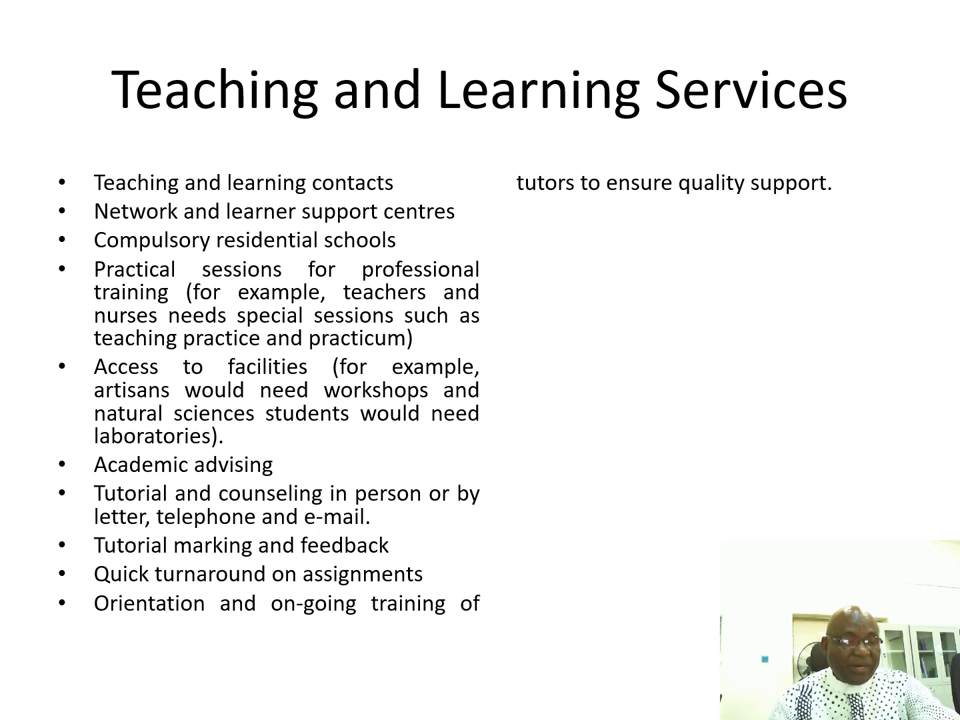 Teaching and Learning Services
• Teaching and learning contacts
• Network and learner support centres
• Compulsory residential schools
• Practical sessions for professional
training (for example, teachers and
nurses needs special sessions such as
teaching practice and practicum)
• Access to facilities (for example,
artisans would need workshops and
natural sciences students would need
laboratories).
• Academic advising
• Tutorial and counseling in person or by
letter, telephone and e-mail.
• Tutorial marking and feedback
• Quick turnaround on assignments
• Orientation and on-going training of
tutors to ensure quality support.